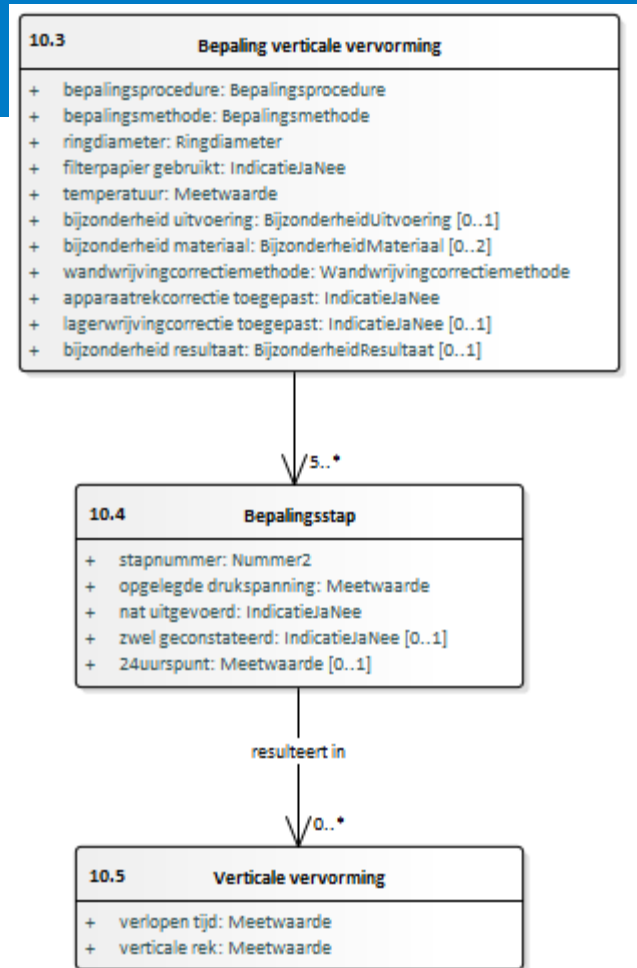 10.3 Bepaling verticale vervorming
+ bepalingsprocedure: Bepalingsprocedure
+ bepalingsmethode: Bepalingsmethode
+ ringdiameter: Ringdiameter
+ filterpapier gebruikt: IndicatieJaNee
+ temperatuur: Meetwaarde
+ bijzonderheid uitvoering: BijzonderheidUitvoering [0..1]
+ bijzonderheid materiaal: BijzonderheidMateriaal [0..2]
+ wandwrijvingcorrectiemethode: Wandwrijvingcorrectiemethode
+ apparaatrekcorrectie toegepast: IndicatieJaNee
+ lagerwrijvingcorrectie toegepast: IndicatieJaNee [0..1]
+ bijzonderheid resultaat: BijzonderheidResultaat [0..1]
5..*
10.4 Bepalingsstap
+ stapnummer: Nummer2
+ opgelegde drukspanning: Meetwaarde
+ nat uitgevoerd: IndicatieJaNee
+ zwel geconstateerd: IndicatieJaNee [0..1]
+ 24uurspunt: Meetwaarde [0..1]
resulteert in
0..*
10.5 Verticale vervorming
+ verlopen tijd: Meetwaarde
+ verticale rek: Meetwaarde